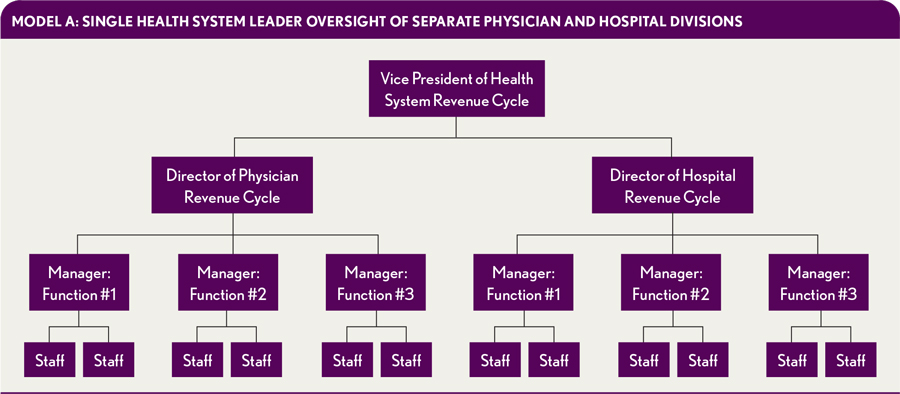 MODEL A: SINGLE HEALTH SYSTEM LEADER OVERSIGHT OF SEPARATE PHYSICIAN AND HOSPITAL DIVISIONS
Vice President of Health
System Revenue Cycle
Director of Physician
Revenue Cycle
Director of Hospital
Revenue Cycle
Manager:
Function #1
Manager:
Function #2
Manager:
Function #3
Manager:
Function #1
Manager:
Function #2
Manager:
Function #3
Staff
Staff
Staff
Staff
Staff
Staff
Staff
Staff
Staff
Staff
Staff
Staff